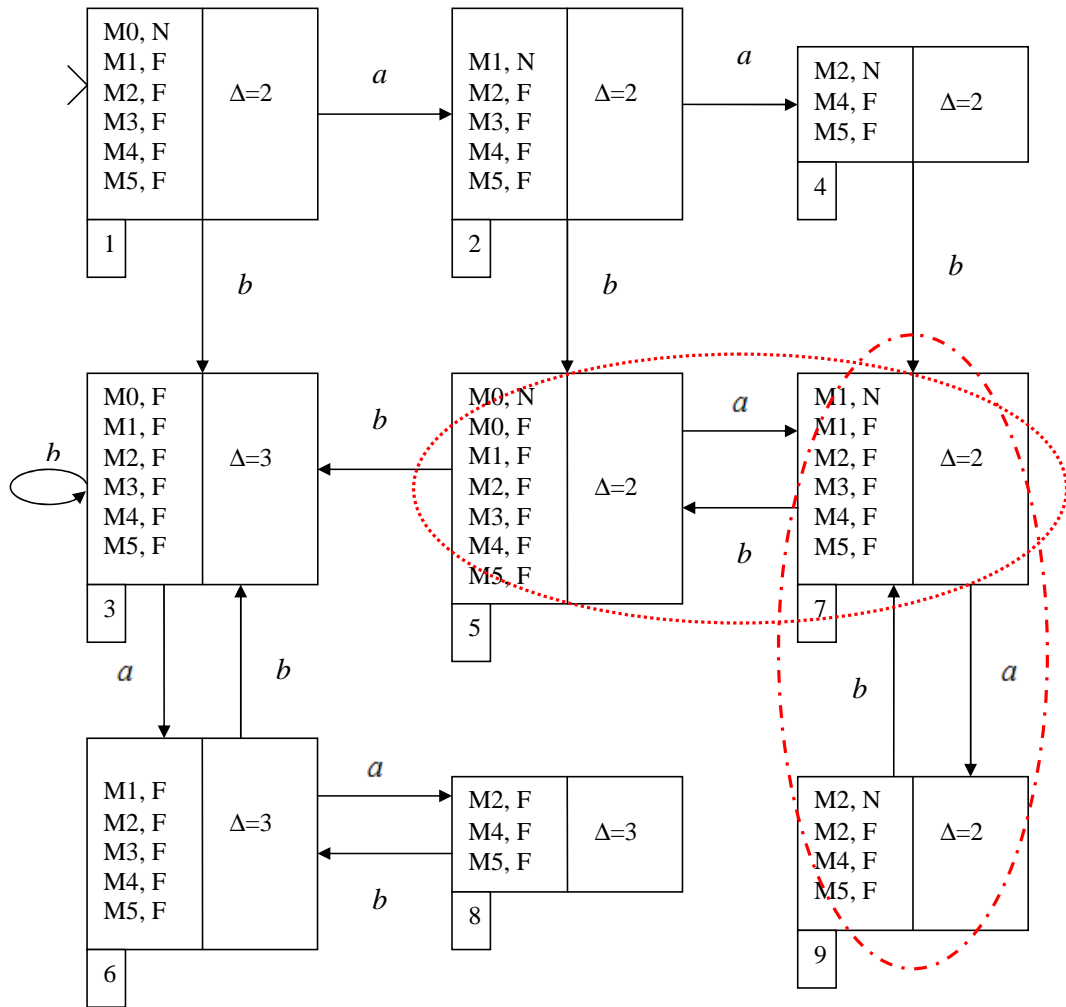 M0, N
M1, F
M2, F
M3, F
M4, F
M5, F
Δ=2
1
a
M1, N
M2, F
M3, F
M4, F
M5, F
Δ=2
2
a
M2, N
M4, F
M5, F
Δ=2
4
b
b
b
b
M0, F
M1, F
M2, F
M3, F
M4, F
M5, F
Δ=3
3
b
M0, N
M0, F
M1, F
M2, F
M3, F
M4, F
M5, F
Δ=2
5
a
b
M1, N
M1, F
M2, F
M3, F
M4, F
M5, F
Δ=2
7
a
b
b
a
M1, F
M2, F
M3, F
M4, F
M5, F
Δ=3
6
a
b
M2, F
M4, F
M5, F
Δ=3
8
M2, N
M2, F
M4, F
M5, F
Δ=2
9